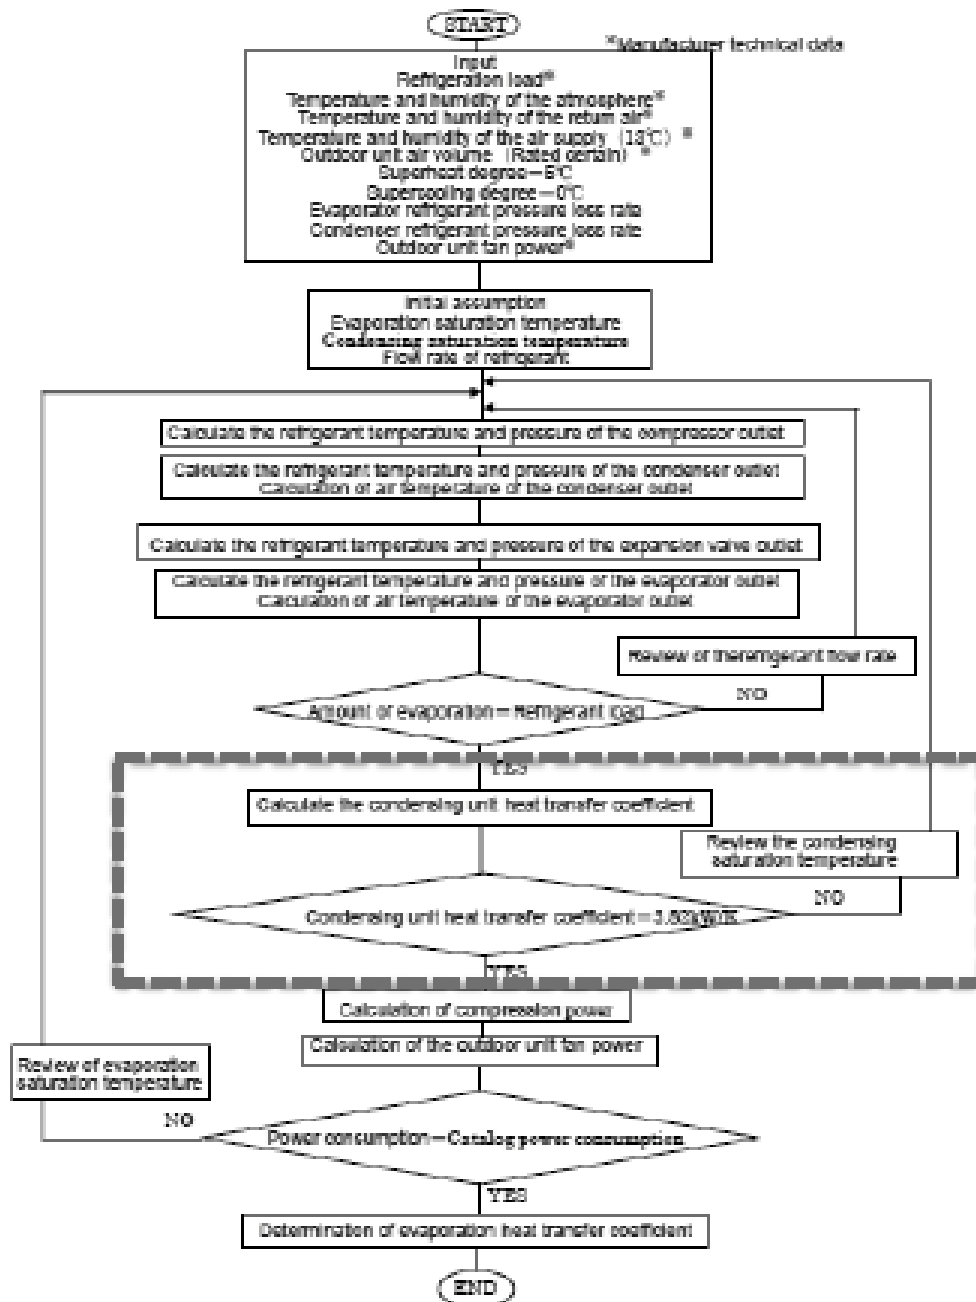 START
※Manufacturer technical data
Input
Refrigeration load※
Temperature and humidity of the atmosphere※
Temperature and humidity of the return air※
Temperature and humidity of the air supply (13℃) ※
Outdoor unit air volume (Rated certain) ※
Superheat degree=5℃
Supersooling degree=0℃
Evaporator refrigerant pressure loss rate
Condenser refrigerant pressure loss rate
Outdoor unit fan power※
Initial assumption
Evaporation saturation temperature
Condensing saturation temperature
Flow rate of refrigerant
Calculate the refrigerant temperature and pressure of the compressor outlet
Calculate the refrigerant temperature and pressure of the condenser outlet
Calculation of air temperature of the condenser outlet
Calculate the refrigerant temperature and pressure of the expansion valve outlet
Calculate the refrigerant temperature and pressure of the evaporator outlet
Calculation of air temperature of the evaporator outlet
Review of therefrigerant flow rate
NO
Amount of evaporation=Refrigerant load
YES
Calculate the condensing unit heat transfer coefficient
Review the condensing
saturation temperature
NO
Condensing unit heat transfer coefficient=
YES
Calculation of compression power
Calculation of the outdoor unit fan power
Review of evaporation
saturation temperature
NO
Power consumption=Catalog power consumption
YES
Determination of evaporation heat transfer coefficient
END